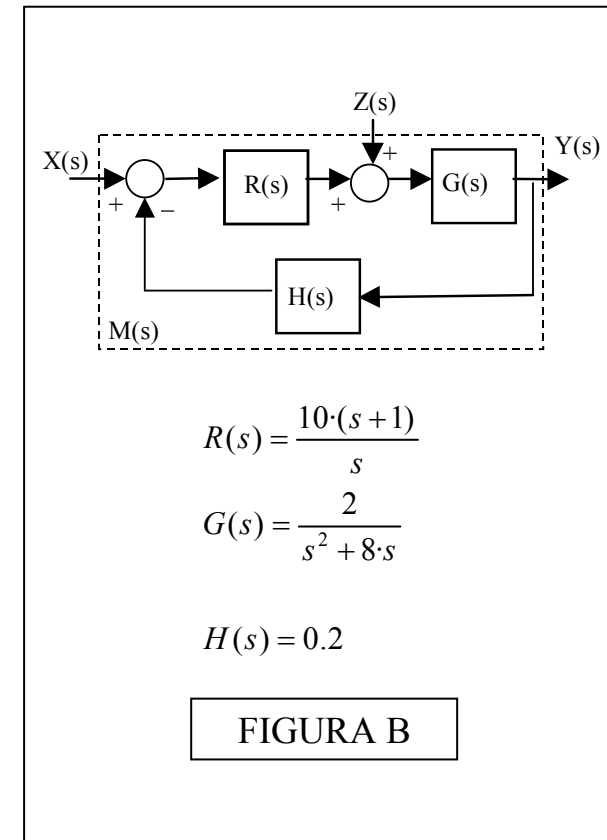 Z(s)
X(s) Y(s)
+
R(s) G(s)
+ − +
H(s)
M(s)
R(s) = 10·(s + 1) / s
G(s) = 2 / s² + 8·s
H(s) = 0.2
FIGURA B